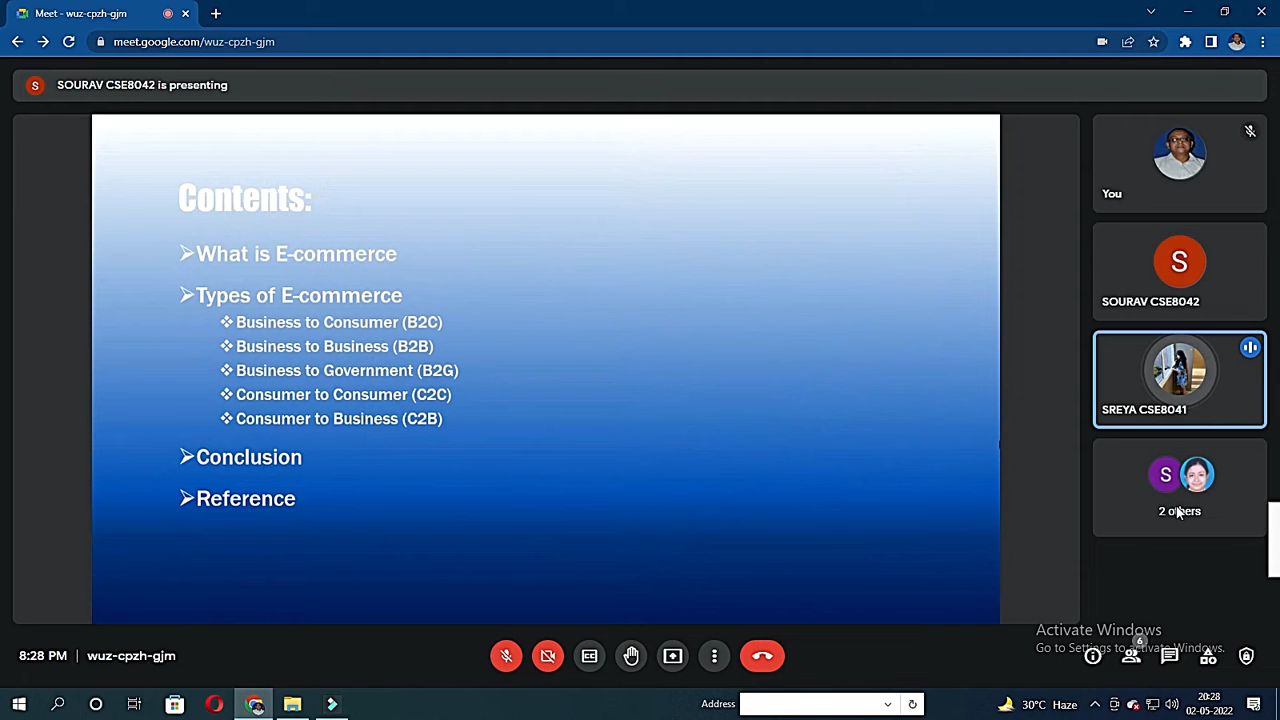 Meet - wuz-cpzh-gjm
meet.google.com/wuz-cpzh-gjm
S SOURAV CSE8042 is presenting
Contents:
➢What is E-commerce
➢Types of E-commerce
❖Business to Consumer (B2C)
❖Business to Business (B2B)
❖Business to Government (B2G)
❖Consumer to Consumer (C2C)
❖Consumer to Business (C2B)
➢Conclusion
➢Reference
You
S
SOURAV CSE8042
SREYA CSE8041
S
2 others
Activate Windows
Go to Settings to activate Windows.
8:28 PM | wuz-cpzh-gjm
6
Address
30°C Haze
20:28
02-05-2022